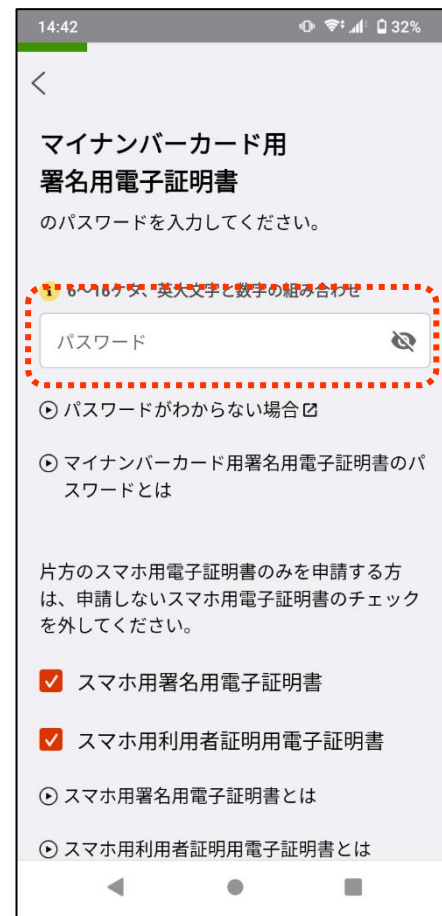 14:42
32%
マイナンバーカード用
署名用電子証明書
のパスワードを入力してください。
6~16ケタ、英大文字と数字の組み合わせ
パスワード
パスワードがわからない場合
マイナンバーカード用署名用電子証明書のパ
スワードとは
片方のスマホ用電子証明書のみを申請する方
は、申請しないスマホ用電子証明書のチェック
を外してください。
スマホ用署名用電子証明書
スマホ用利用者証明用電子証明書
スマホ用署名用電子証明書とは
スマホ用利用者証明用電子証明書とは